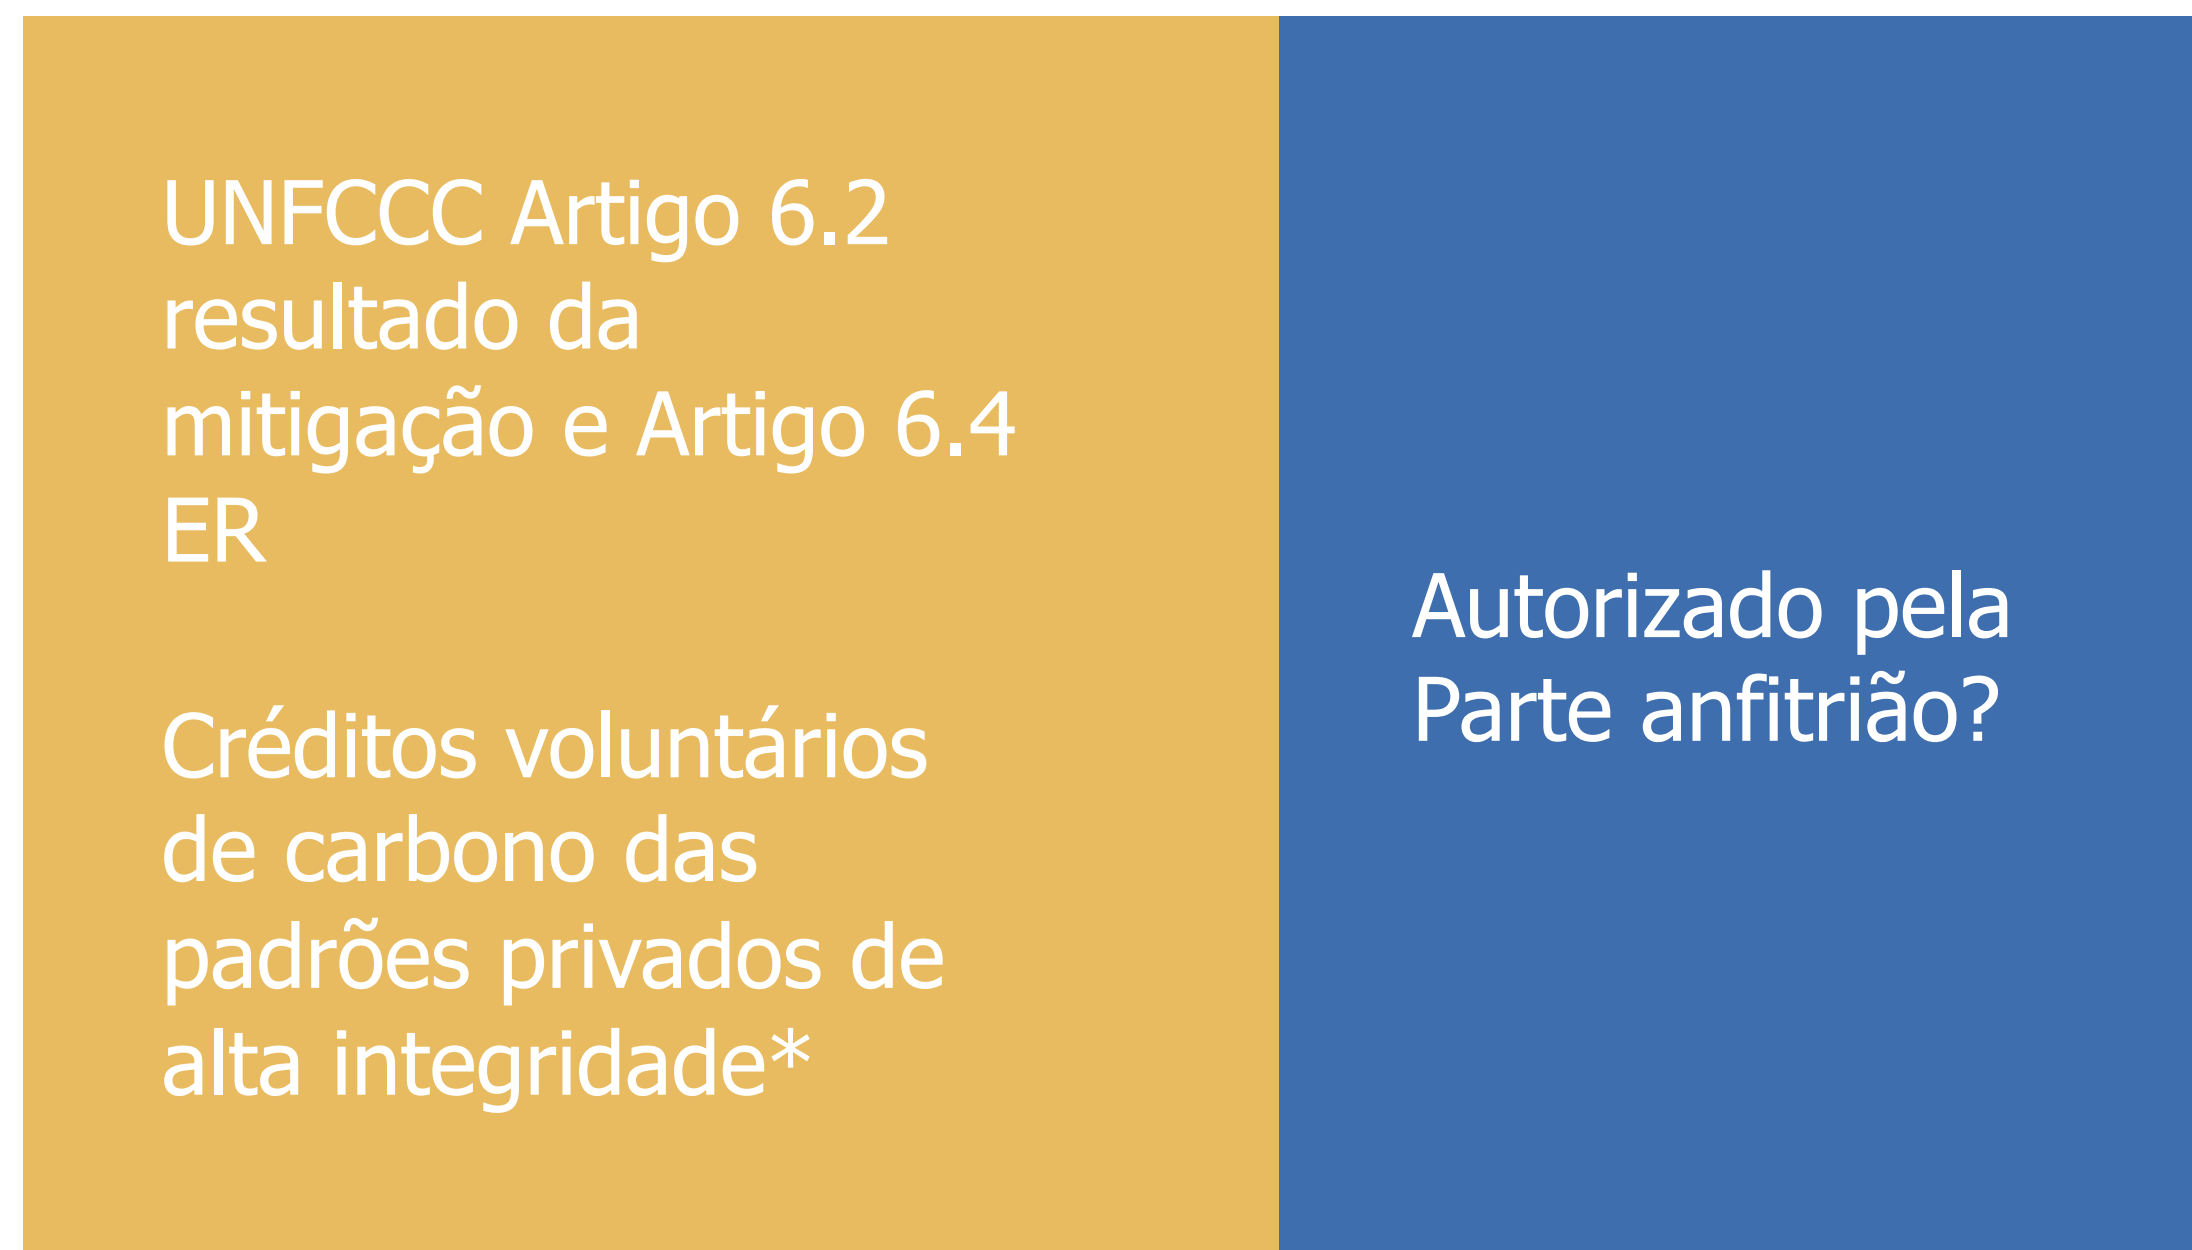 UNFCCC Artigo 6.2
resultado da
mitigação e Artigo 6.4
ER
Créditos voluntários
de carbono das
padrões privados de
alta integridade*
Autorizado pela
Parte anfitrião?